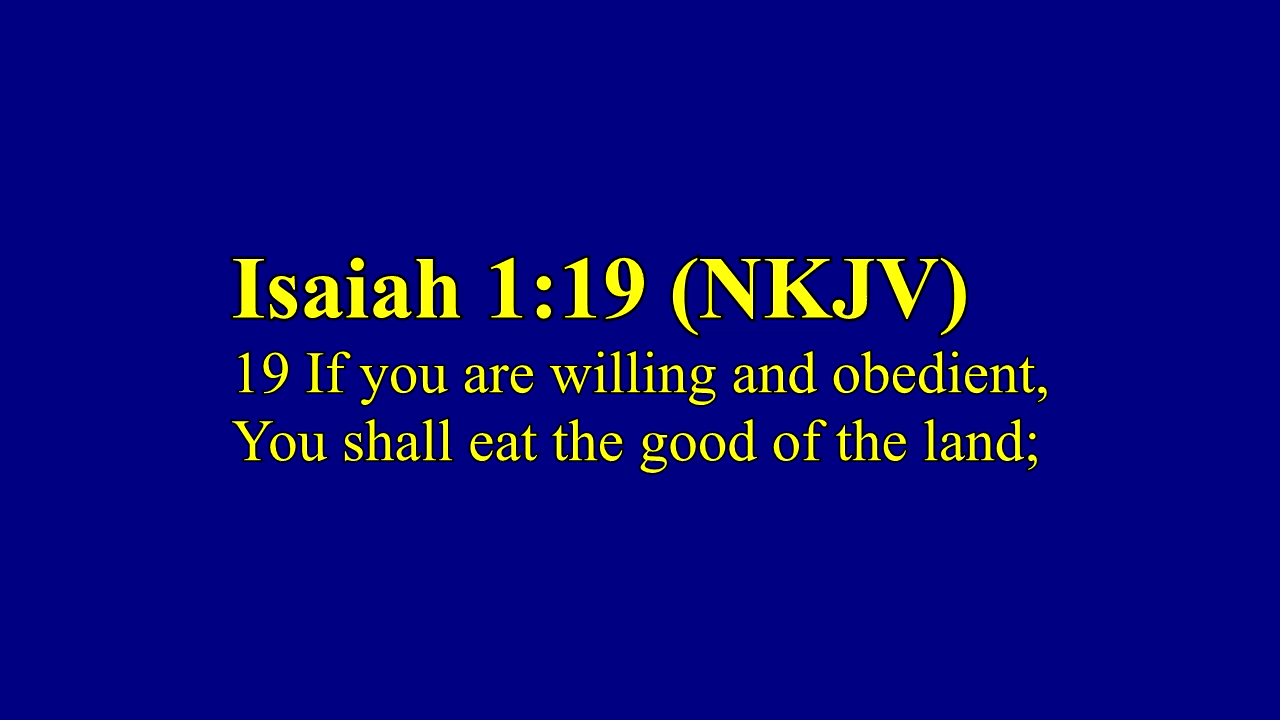 Isaiah 1:19 (NKJV)
19 If you are willing and obedient,
You shall eat the good of the land;